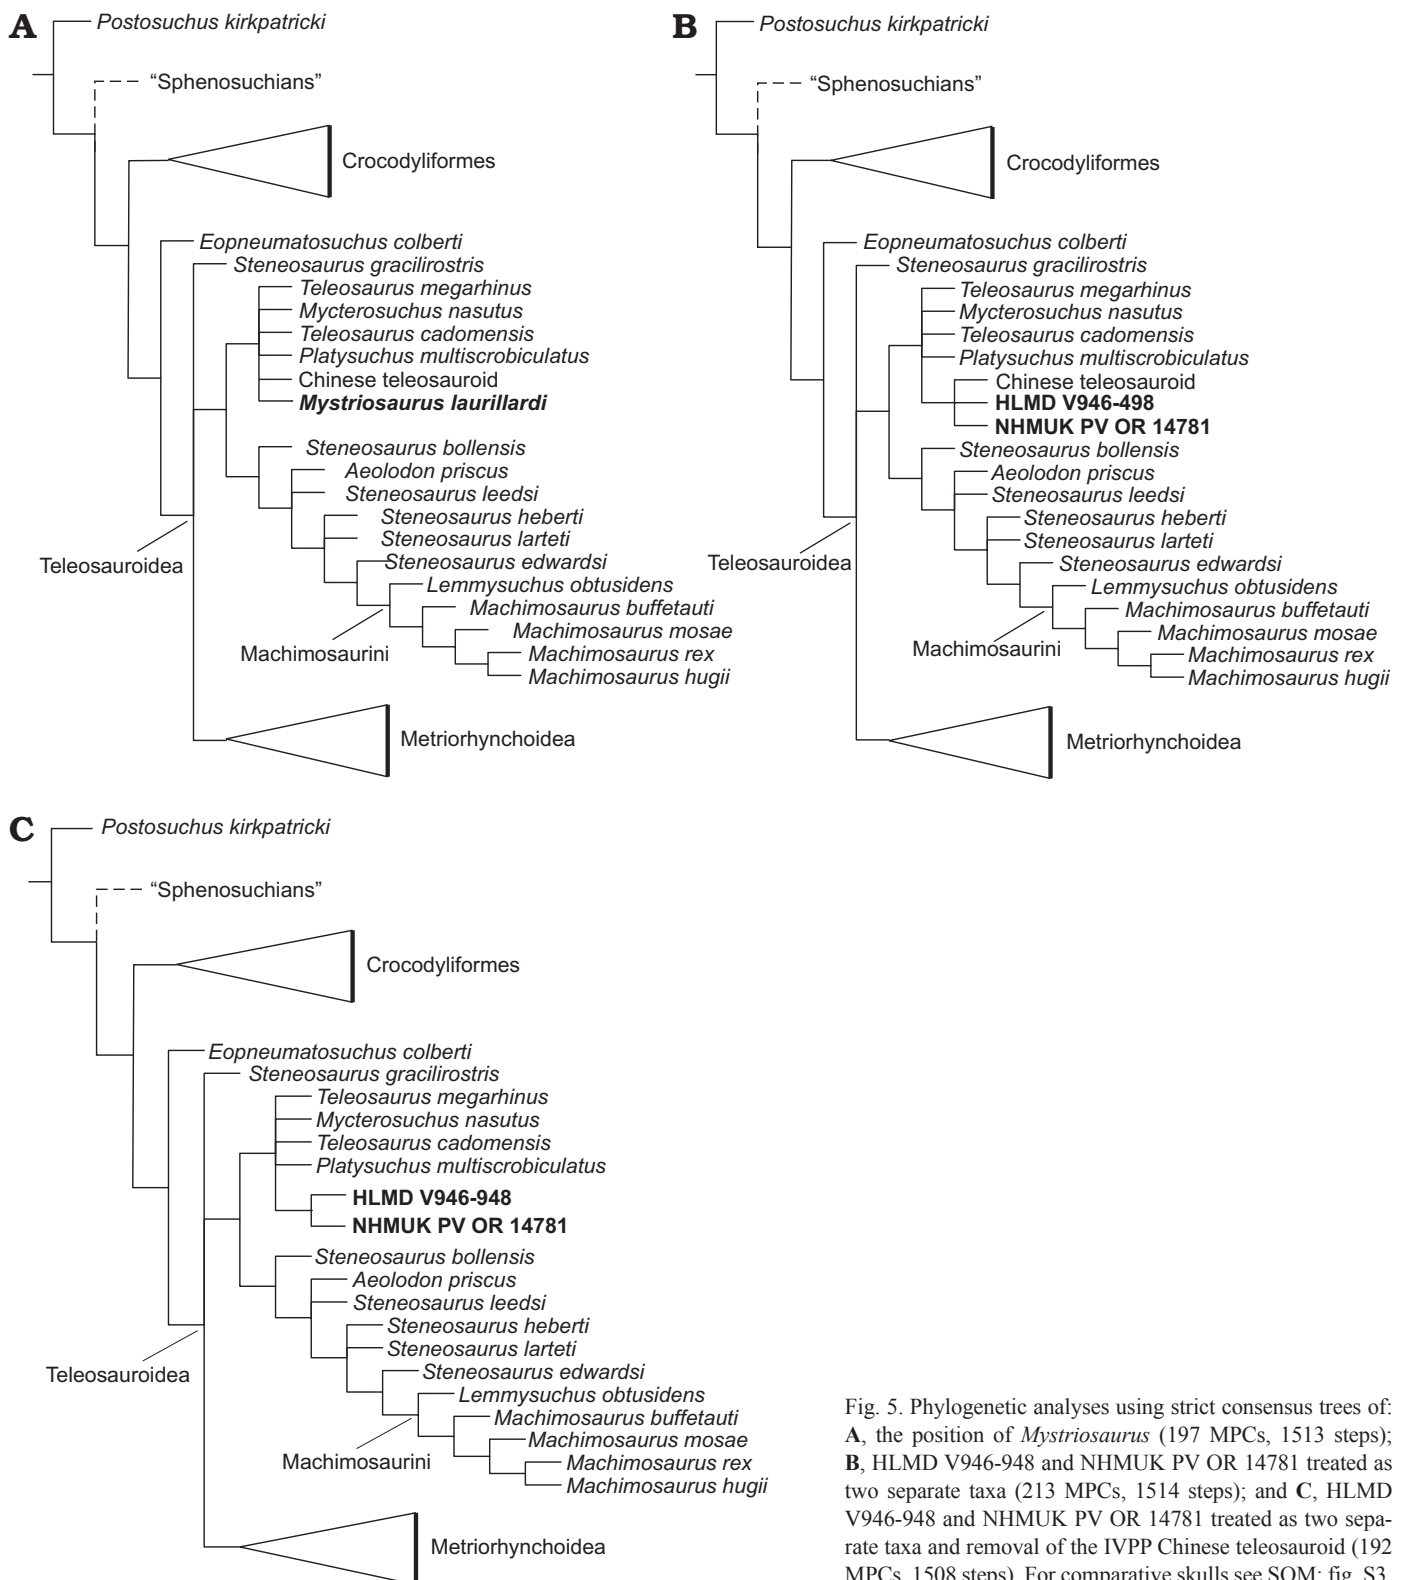 A
Postosuchus kirkpatricki
“Sphenosuchians”
Crocodyliformes
Eopneumatosuchus colberti
Steneosaurus gracilirostris
Teleosaurus megarhinus
Mycterosuchus nasutus
Teleosaurus cadomensis
Platysuchus multiscrobiculatus
Chinese teleosauroid
Mystriosaurus laurillardi
Steneosaurus bollensis
Aeolodon priscus
Steneosaurus leedsi
Steneosaurus heberti
Steneosaurus larteti
Steneosaurus edwardsi
Teleosauroidea
Lemmysuchus obtusidens
Machimosaurus buffetauti
Machimosaurus mosae
Machimosaurini
Machimosaurus rex
Machimosaurus hugii
Metriorhynchoidea
B
Postosuchus kirkpatricki
“Sphenosuchians”
Crocodyliformes
Eopneumatosuchus colberti
Steneosaurus gracilirostris
Teleosaurus megarhinus
Mycterosuchus nasutus
Teleosaurus cadomensis
Platysuchus multiscrobiculatus
Chinese teleosauroid
HLMD V946-498
NHMUK PV OR 14781
Steneosaurus bollensis
Aeolodon priscus
Steneosaurus leedsi
Steneosaurus heberti
Steneosaurus larteti
Steneosaurus edwardsi
Teleosauroidea
Lemmysuchus obtusidens
Machimosaurus buffetauti
Machimosaurus mosae
Machimosaurini
Machimosaurus rex
Machimosaurus hugii
Metriorhynchoidea
C
Postosuchus kirkpatricki
“Sphenosuchians”
Crocodyliformes
Eopneumatosuchus colberti
Steneosaurus gracilirostris
Teleosaurus megarhinus
Mycterosuchus nasutus
Teleosaurus cadomensis
Platysuchus multiscrobiculatus
HLMD V946-948
NHMUK PV OR 14781
Steneosaurus bollensis
Aeolodon priscus
Steneosaurus leedsi
Steneosaurus heberti
Steneosaurus larteti
Steneosaurus edwardsi
Teleosauroidea
Lemmysuchus obtusidens
Machimosaurus buffetauti
Machimosaurus mosae
Machimosaurini
Machimosaurus rex
Machimosaurus hugii
Metriorhynchoidea
Fig. 5. Phylogenetic analyses using strict consensus trees of:
A, the position of Mystriosaurus (197 MPCs, 1513 steps);
B, HLMD V946-948 and NHMUK PV OR 14781 treated as
two separate taxa (213 MPCs, 1514 steps); and C, HLMD
V946-948 and NHMUK PV OR 14781 treated as two sepa-
rate taxa and removal of the IVPP Chinese teleosauroid (192
MPCs, 1508 steps). For comparative skulls see SOM: fig. S3.